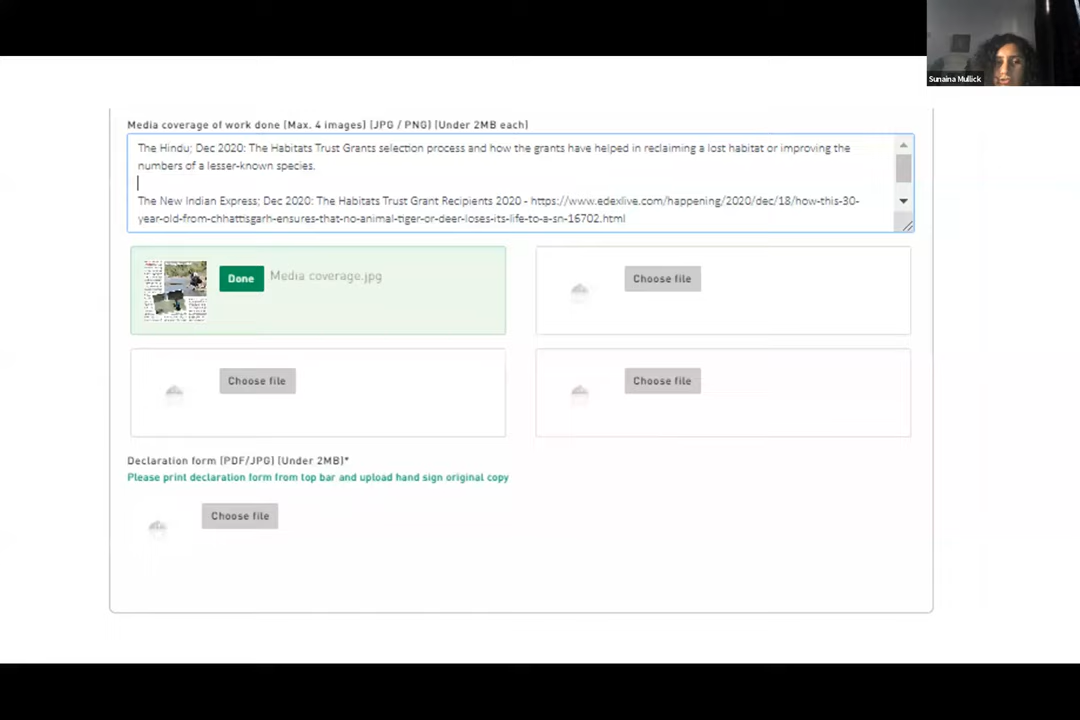 Sunaina Mullick
Media coverage of work done (Max. 4 images) (JPG / PNG) (Under 2MB each)
The Hindu; Dec 2020: The Habitats Trust Grants selection process and how the grants have helped in reclaiming a lost habitat or improving the
numbers of a lesser-known species.
The New Indian Express; Dec 2020: The Habitats Trust Grant Recipients 2020 - https://www.edexlive.com/happening/2020/dec/18/how-this-30-
year-old-from-chhattisgarh-ensures-that-no-animal-tiger-or-deer-loses-its-life-to-a-sn-16702.html
Done Media coverage.jpg
Choose file
Choose file
Choose file
Declaration form (PDF/JPG) (Under 2MB)*
Please print declaration form from top bar and upload hand sign original copy
Choose file